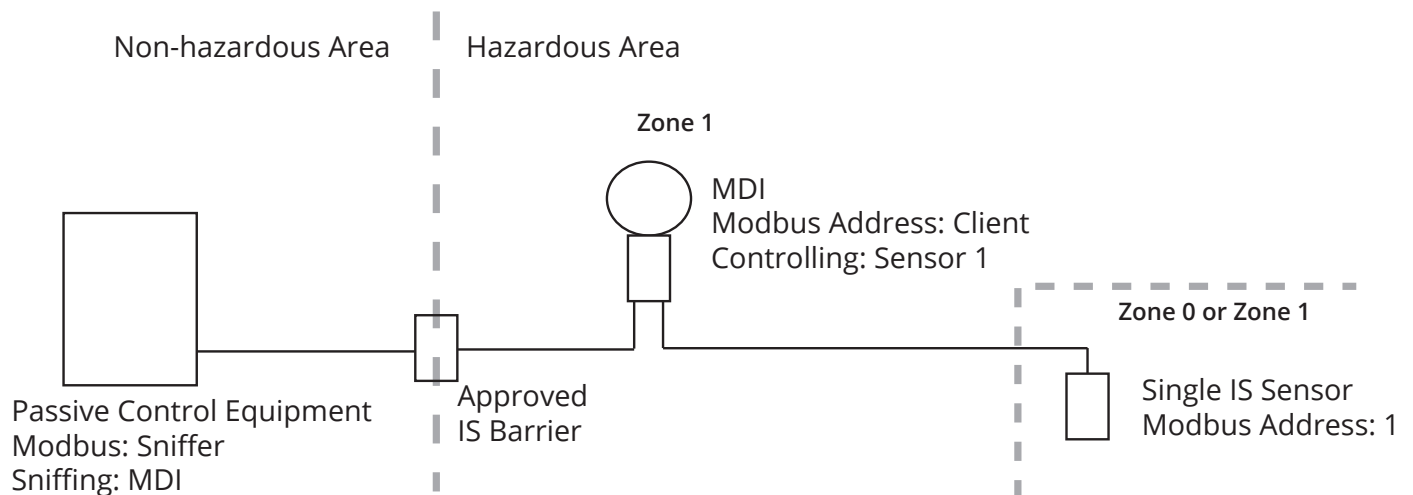 Non-hazardous Area
Hazardous Area
Zone 1
MDI
Modbus Address: Client
Controlling: Sensor 1
Zone 0 or Zone 1
Single IS Sensor
Modbus Address: 1
Approved
IS Barrier
Passive Control Equipment
Modbus: Sniffer
Sniffing: MDI